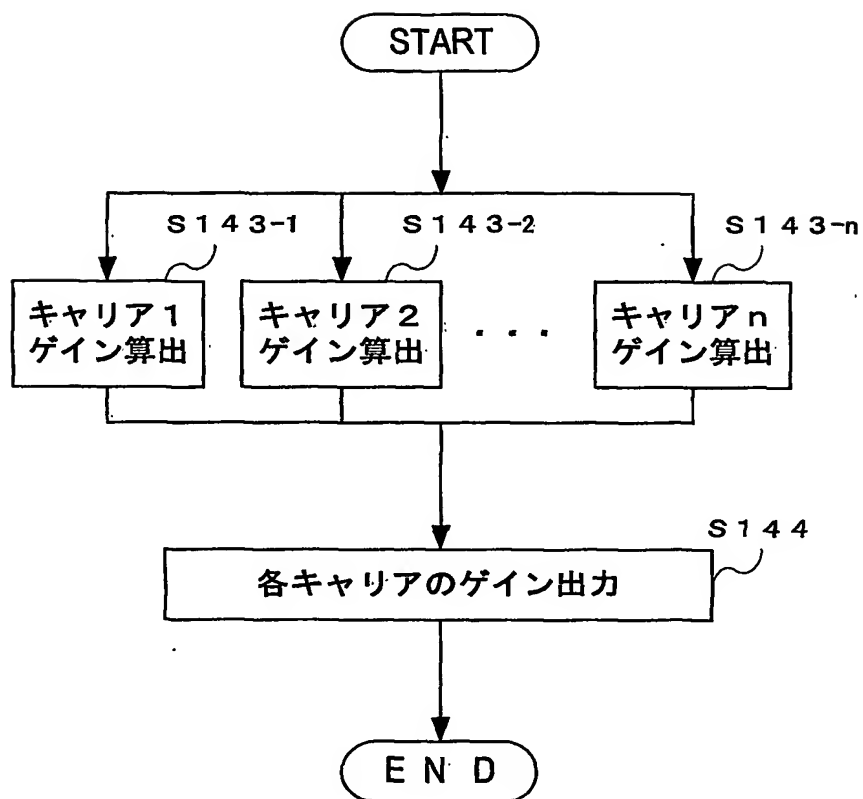 START
S143-1
S143-2
S143-n
キャリア1
ゲイン算出
キャリア2
ゲイン算出
・・・
キャリアn
ゲイン算出
S144
各キャリアのゲイン出力
END